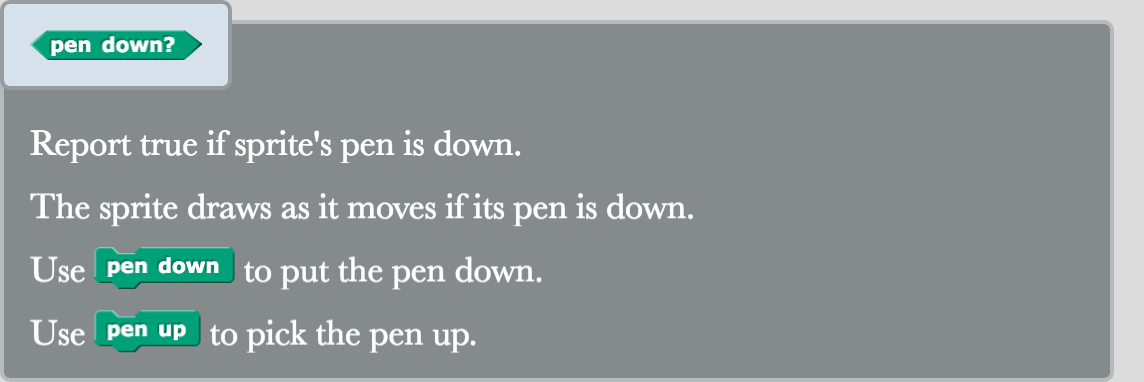 pen down?
Report true if sprite's pen is down.
The sprite draws as it moves if its pen is down.
Use pen down to put the pen down.
Use pen up to pick the pen up.